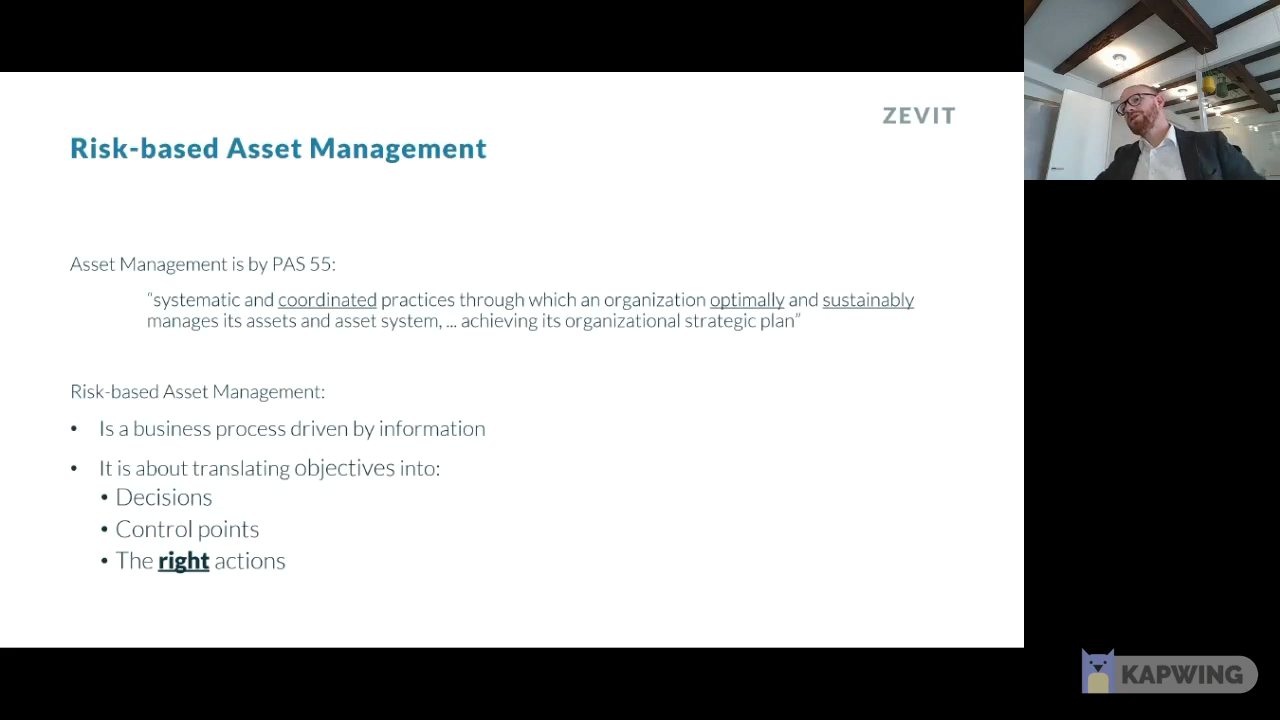 ZEVIT
Risk-based Asset Management
Asset Management is by PAS 55:
“systematic and coordinated practices through which an organization optimally and sustainably
manages its assets and asset system, ... achieving its organizational strategic plan”
Risk-based Asset Management:
• Is a business process driven by information
• It is about translating objectives into:
• Decisions
• Control points
• The right actions
KAPWING